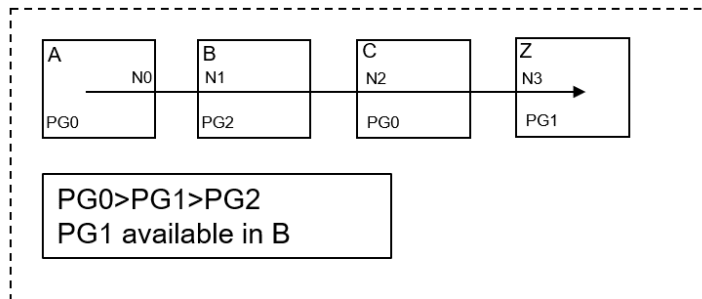 A
B
C
Z
N0
N1
N2
N3
PG0
PG2
PG0
PG1
PG0>PG1>PG2
PG1 available in B